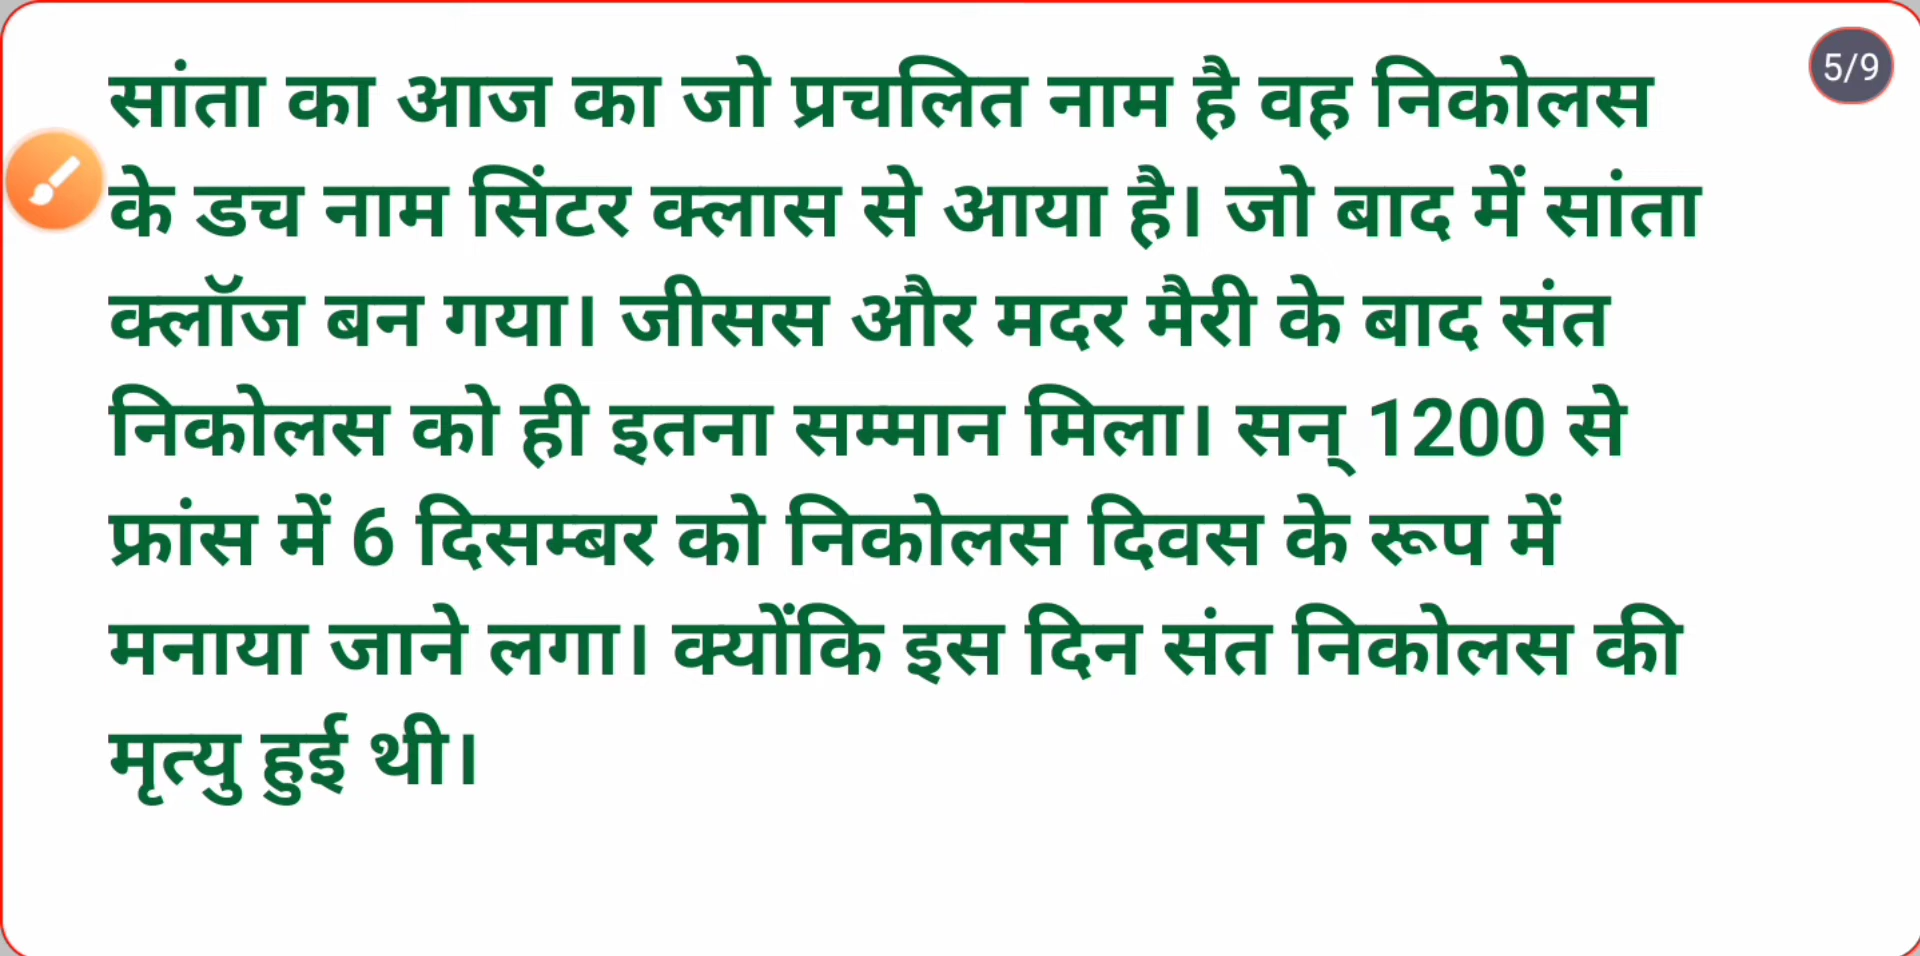 सांता का आज का जो प्रचलित नाम है वह निकोलस
के डच नाम सिंटर क्लास से आया है। जो बाद में सांता
क्लॉज बन गया। जीसस और मदर मैरी के बाद संत
निकोलस को ही इतना सम्मान मिला। सन् 1200 से
फ्रांस में 6 दिसम्बर को निकोलस दिवस के रूप में
मनाया जाने लगा। क्योंकि इस दिन संत निकोलस की
मृत्यु हुई थी।
5/9